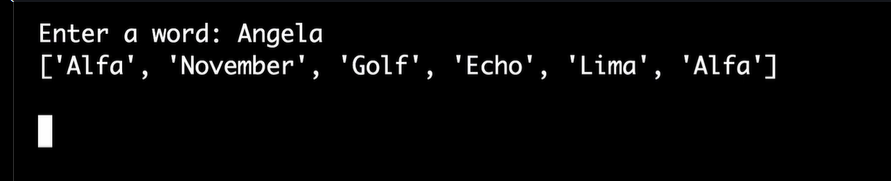 Enter a word: Angela
['Alfa', 'November', 'Golf', 'Echo', 'Lima', 'Alfa']